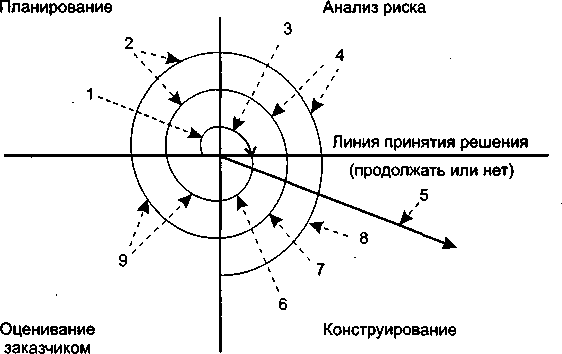 Планирование
Анализ риска
2
3
4
1
Линия принятия решения
(продолжать или нет)
5
8
9
7
6
Оценивание
заказчиком
Конструирование